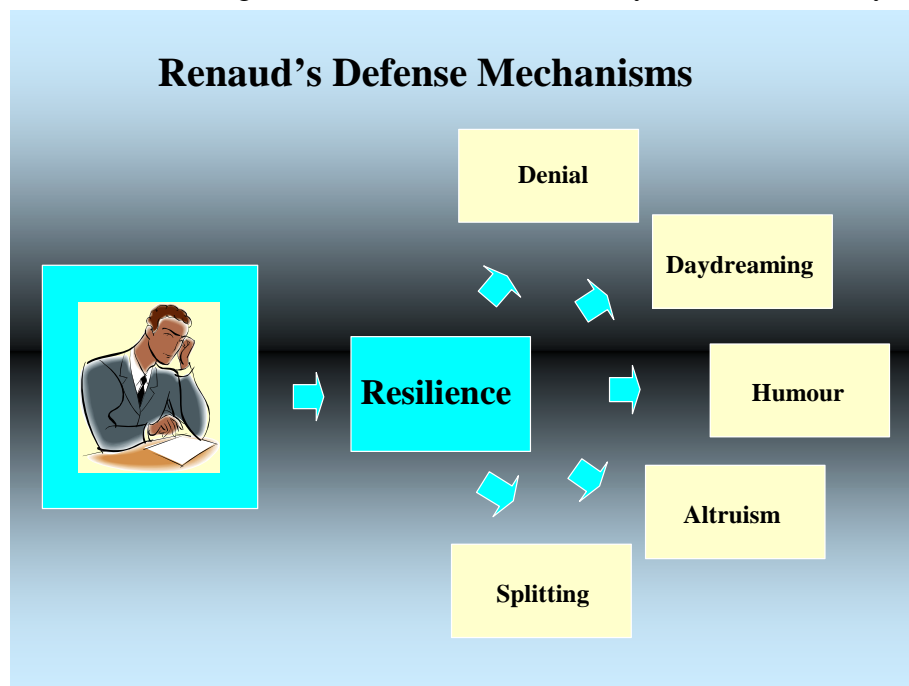 Renaud's Defense Mechanisms
Denial
Daydreaming
Resilience
Humour
Altruism
Splitting